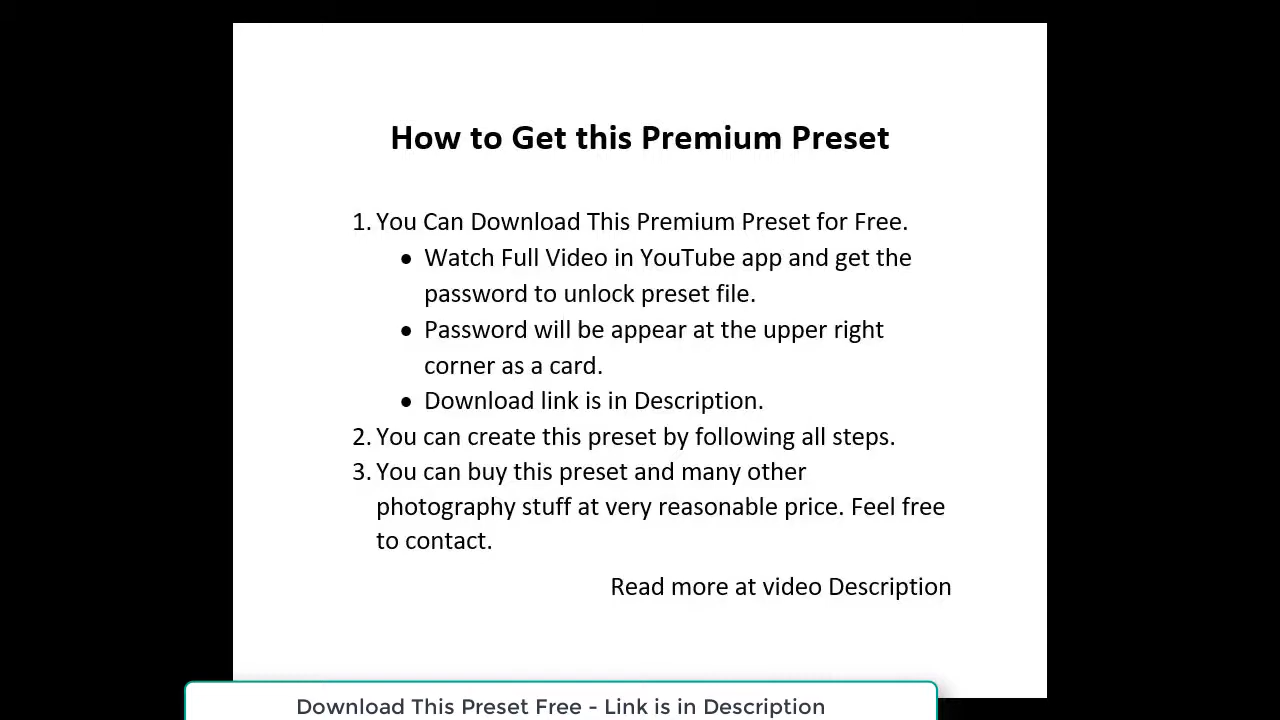 How to Get this Premium Preset
1. You Can Download This Premium Preset for Free.
● Watch Full Video in YouTube app and get the
password to unlock preset file.
● Password will be appear at the upper right
corner as a card.
● Download link is in Description.
2. You can create this preset by following all steps.
3. You can buy this preset and many other
photography stuff at very reasonable price. Feel free
to contact.
Read more at video Description
Download This Preset Free - Link is in Description